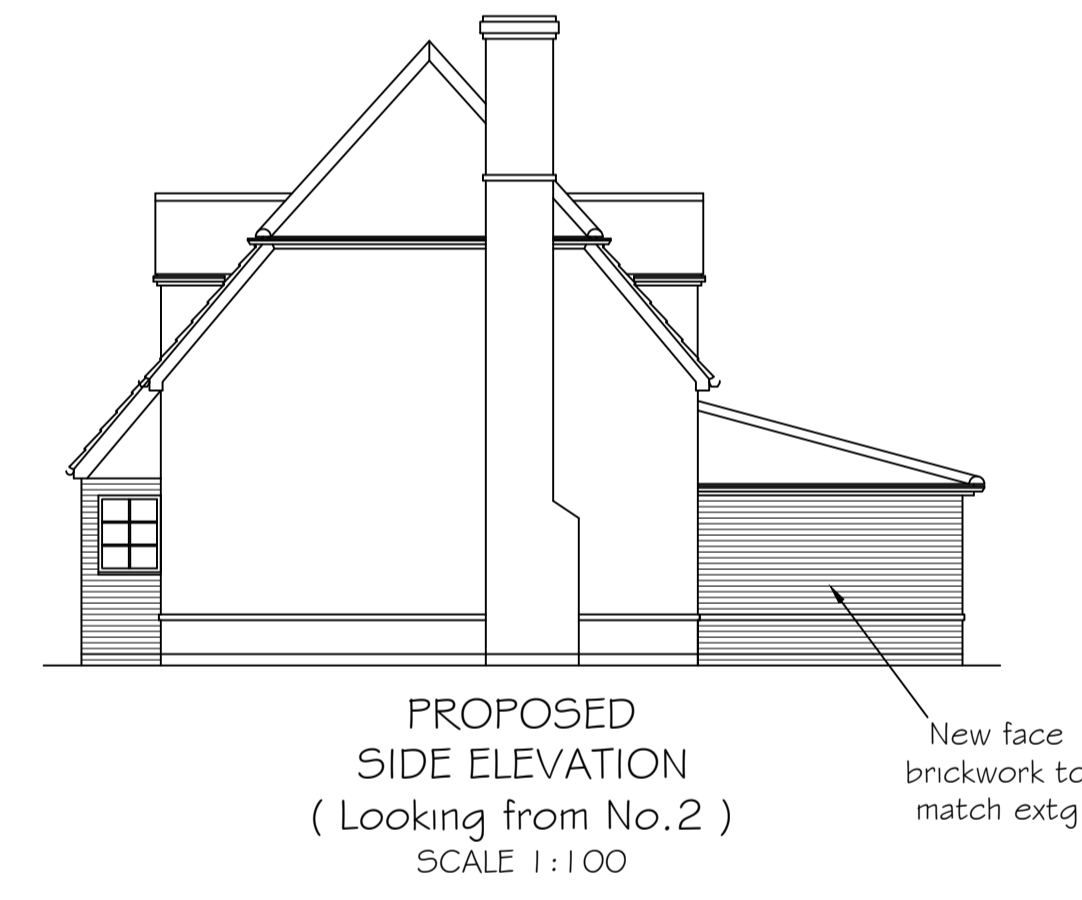 PROPOSED
SIDE ELEVATION
( Looking from No.2 )
SCALE 1:100
New face
brickwork to
match extg